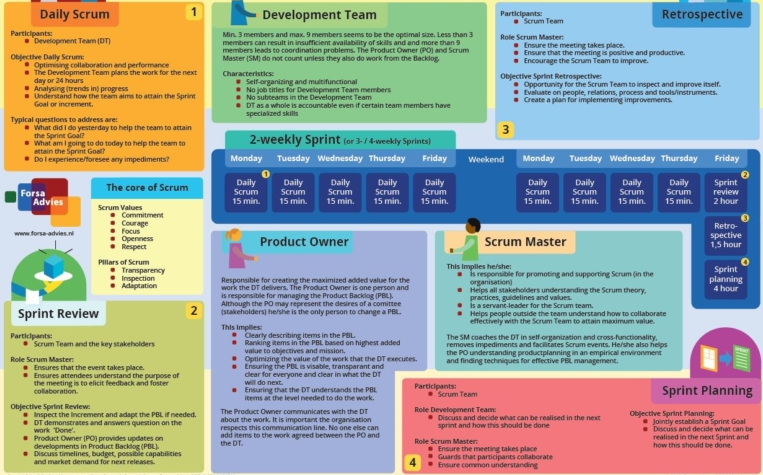 Daily Scrum
1
Participants:
Development Team (DT)
Objective Daily Scrum:
Optimising collaboration and performance
The Development Team plans the work for the next
day or 24 hours
Analysing (trends in) progress
Understand how the team aims to attain the Sprint
Goal or increment.
Typical questions to address are:
What did I do yesterday to help the team to attain
the Sprint Goal?
What am I going to do today to help the team to
attain the Sprint Goal?
Do I experience/foresee any impediments?
Development Team
Min. 3 members and max. 9 members seems to be the optimal size. Less than 3
members can result in insufficient availability of skills and and more than 9
members leads to coordination problems. The Product Owner (PO) and Scrum
Master (SM) do not count unless they also do work from the Backlog.
Characteristics:
Self-organizing and multifunctional
No job titles for Development Team members
No subteams in the Development Team
DT as a whole is accountable even if certain team members have
specialized skills
Retrospective
Participants:
Scrum Team
Role Scrum Master:
Ensure the meeting takes place.
Ensure that the meeting is positive and productive.
Encourage the Scrum Team to improve.
Objective Sprint Retrospective:
Opportunity for the Scrum Team to inspect and improve itself.
Evaluate on people, relations, process and tools/instruments.
Create a plan for implementing improvements.
3
2-weekly Sprint (or 3- / 4-weekly Sprints)
Monday Tuesday Wednesday Thursday Friday Weekend Monday Tuesday Wednesday Thursday Friday
1
2
Daily Daily Daily Daily Daily Daily Daily Daily Daily Sprint
Scrum Scrum Scrum Scrum Scrum Scrum Scrum Scrum Scrum review
15 min. 15 min. 15 min. 15 min. 15 min. 15 min. 15 min. 15 min. 15 min. 2 hour
3
Retro-
spective
1,5 hour
4
Sprint
planning
4 hour
Forsa
Advies
www.forsa-advies.nl
The core of Scrum
Scrum Values
Commitment
Courage
Focus
Openness
Respect
Pillars of Scrum
Transparency
Inspection
Adaptation
Product Owner
Responsible for creating the maximized added value for the
work the DT delivers. The Product Owner is one person and
is responsible for managing the Product Backlog (PBL).
Although the PO may represent the desires of a comittee
(stakeholders) he/she is the only person to change a PBL.
This Implies:
Clearly describing items in the PBL.
Ranking items in the PBL based on highest added
value to objectives and mission.
Optimizing the value of the work that the DT executes.
Ensuring the PBL is visable, transparant and
clear for everyone and clear in what the DT
will do next.
Ensuring that the DT understands the PBL
items at the level needed to do the work.
The Product Owner communicates with the DT
about the work. It is important the organisation
respects this communication line. No one else can
add items to the work agreed between the PO and
the DT.
Scrum Master
This Implies he/she:
Is responsible for promoting and supporting Scrum (in the
organisation)
Helps all stakeholders understanding the Scrum theory,
practices, guidelines and values.
Is a servant-leader for the Scrum team.
Helps people outside the team understand how to collaborate
effectively with the Scrum Team to attain maximum value.
The SM coaches the DT in self-organization and cross-functionality,
removes impediments and facilitates Scrum events. He/she also helps
the PO understanding productplanning in an empirical environment
and finding techniques for effective PBL management.
Sprint Review
2
Participants:
Scrum Team and the key stakeholders
Role Scrum Master:
Ensures that the event takes place.
Ensures attendees understand the purpose of
the meeting is to elicit feedback and foster
collaboration.
Objective Sprint Review:
Inspect the Increment and adapt the PBL if needed.
DT demonstrates and answers question on the
work 'Done'.
Product Owner (PO) provides updates on
developments in Product Backlog (PBL).
Discuss timelines, budget, possible capabilities
and market demand for next releases.
Sprint Planning
Participants:
Scrum Team
Role Development Team:
Discuss and decide what can be realised in the next
sprint and how this should be done
Role Scrum Master:
Ensure the meeting takes place
Guards that participants collaborate
Ensure common understanding
4
Objective Sprint Planning:
Jointly establish a Sprint Goal
Discuss and decide what can be
realised in the next Sprint and
how this should be done.